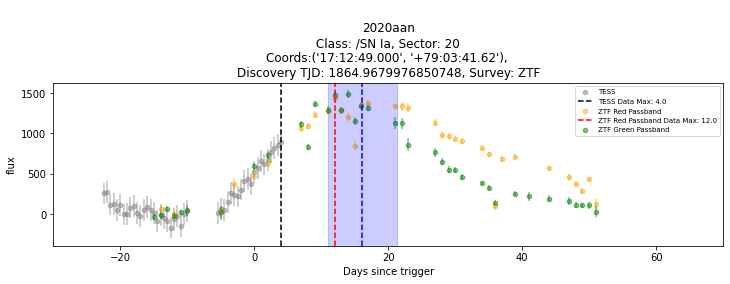 2020aan
Class: /SN Ia, Sector: 20
Coords:('17:12:49.000', '+79:03:41.62'),
Discovery TJD: 1864.9679976850748, Survey: ZTF
TESS
TESS Data Max: 4.0
ZTF Red Passband
ZTF Red Passband Data Max: 12.0
ZTF Green Passband
flux
1500
1000
500
0
−20
0
20
40
60
Days since trigger